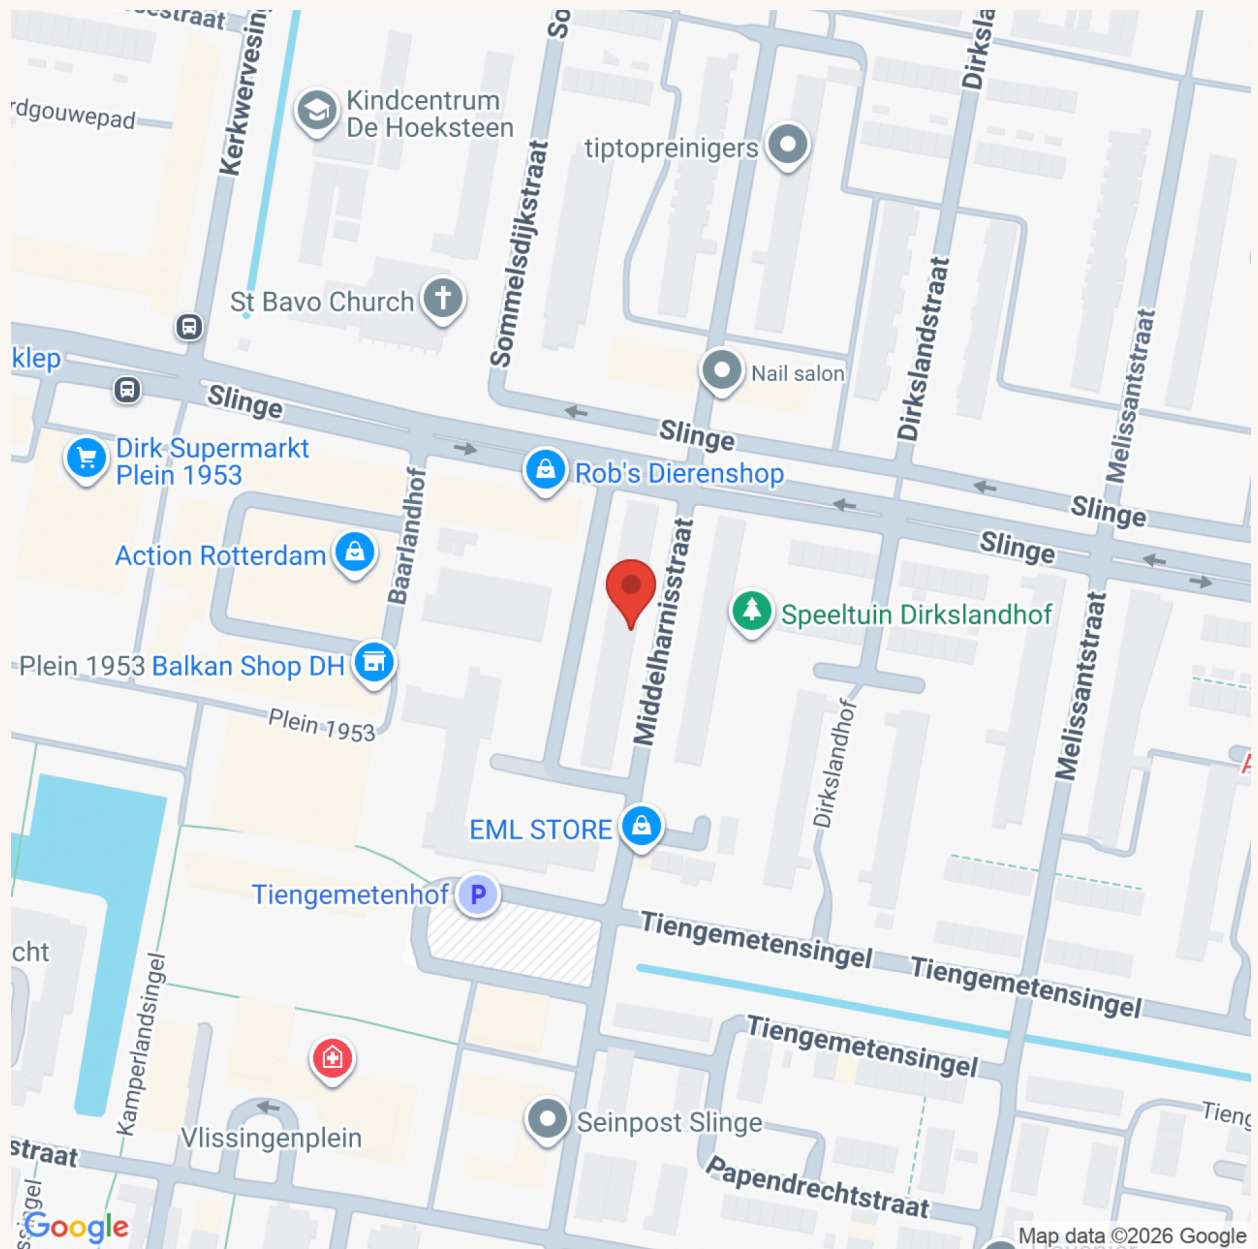 Kerkwervesin
So
Dirksla
rdgouwepad
Kindcentrum
De Hoeksteen
tiptopreinigers
Sommelsdijkstraat
St Bavo Church
Dirkslandstraat
Melissantstraat
klep
Nail salon
Slinge
Slinge
Dirk Supermarkt
Plein 1953
Rob's Dierenshop
Slinge
Slinge
Baarlandhof
Action Rotterdam
Middelharnisstraat
Speeltuin Dirkslandhof
Melissantstraat
Plein 1953
Balkan Shop DH
Plein 1953
Dirkslandhof
A
EML STORE
Tiengemetenhof
P
Tiengemetensingel
Tiengemetensingel
cht
Kamperlandsingel
Tiengemetensingel
Seinpost Slinge
Tieng
Vlissingenplein
straat
Papendrechtstraat
ssingel
Google
Map data ©2026 Google